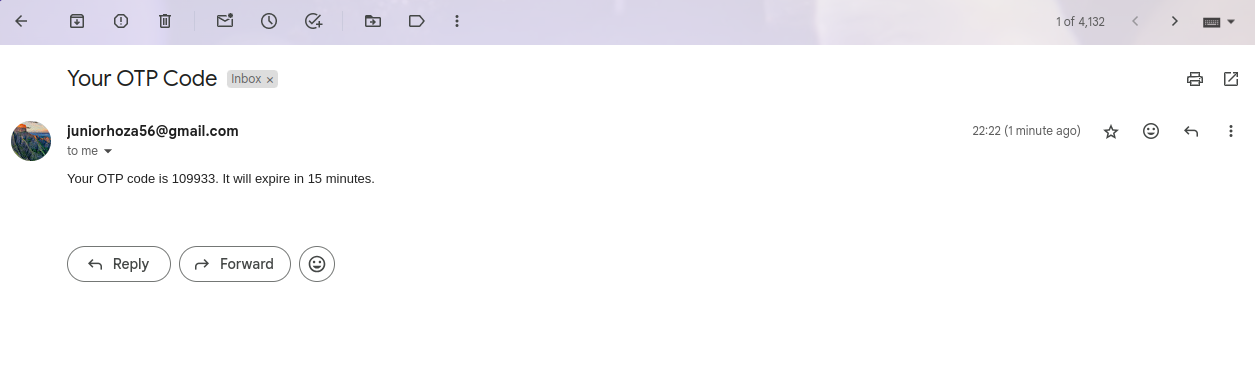 1 of 4,132
Your OTP Code Inbox ×
juniorhoza56@gmail.com 22:22 (1 minute ago)
to me
Your OTP code is 109933. It will expire in 15 minutes.
Reply Forward